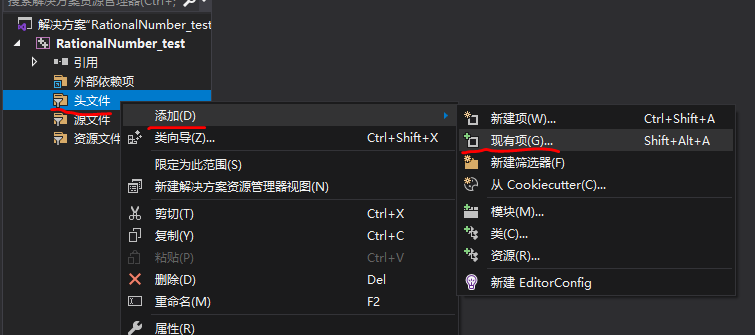 搜索解决方案资源管理器(Ctrl+;)
解决方案"RationalNumber_test
RationalNumber_test
引用
外部依赖项
头文件
源文件
资源文件
添加(D)
类向导(Z)... Ctrl+Shift+X
限定为此范围(S)
新建解决方案资源管理器视图(N)
剪切(T) Ctrl+X
复制(Y) Ctrl+C
粘贴(P) Ctrl+V
删除(D) Del
重命名(M) F2
属性(R)
新建项(W)... Ctrl+Shift+A
现有项(G)... Shift+Alt+A
新建筛选器(F)
从 Cookiecutter(C)...
模块(M)...
类(C)...
资源(R)...
新建 EditorConfig